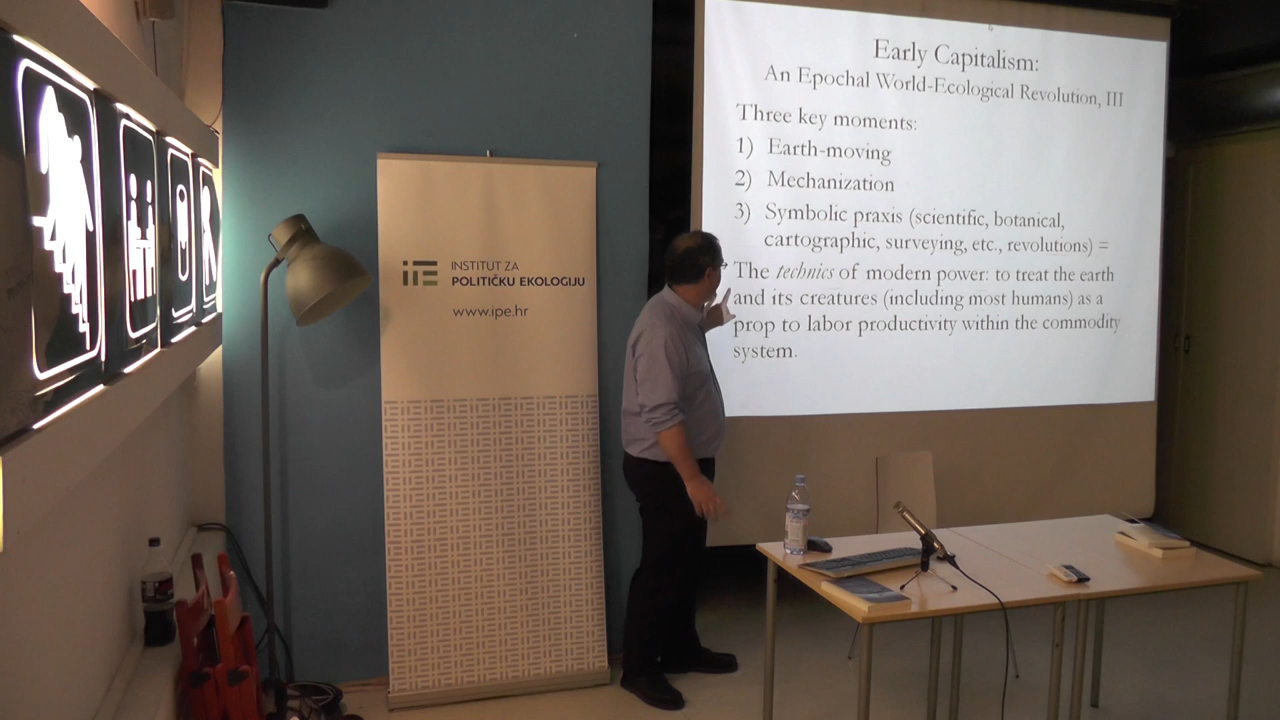 INSTITUT ZA
POLITIČKU EKOLOGIJU
www.ipe.hr
Early Capitalism:
An Epochal World-Ecological Revolution, III
Three key moments:
1) Earth-moving
2) Mechanization
3) Symbolic praxis (scientific, botanical,
cartographic, surveying, etc., revolutions) =
The technics of modern power: to treat the earth
and its creatures (including most humans) as a
prop to labor productivity within the commodity
system.